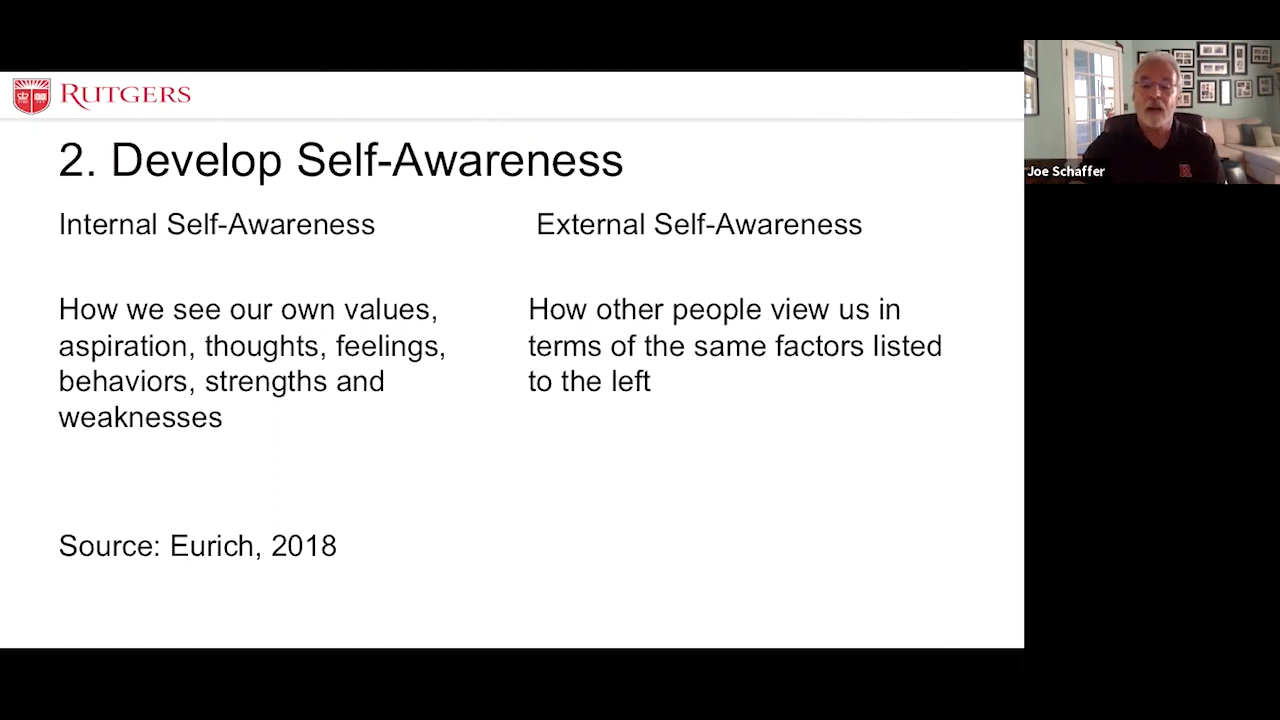 RUTGERS
2. Develop Self-Awareness
Internal Self-Awareness
How we see our own values,
aspiration, thoughts, feelings,
behaviors, strengths and
weaknesses
External Self-Awareness
How other people view us in
terms of the same factors listed
to the left
Source: Eurich, 2018
Joe Schaffer
R